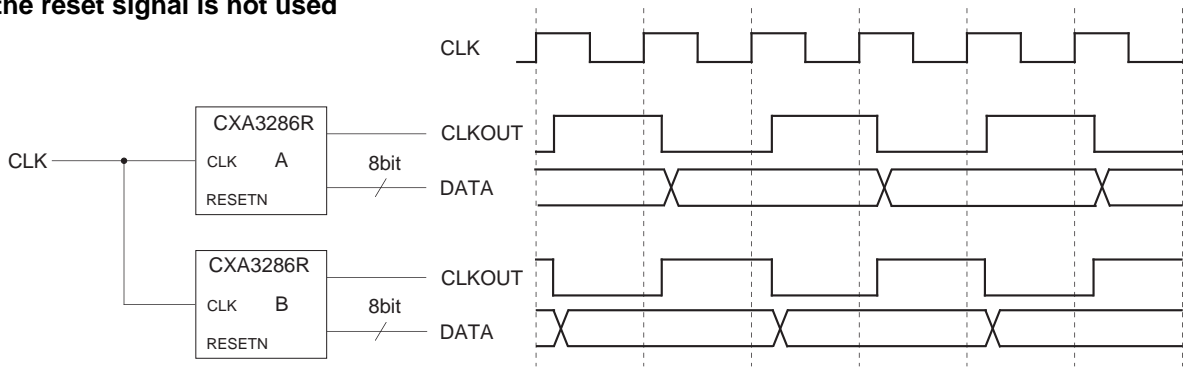 the reset signal is not used
CLK
CXA3286R
CLK A
RESETN
CLKOUT
8bit
DATA
CLK
CXA3286R
CLK B
RESETN
CLKOUT
8bit
DATA